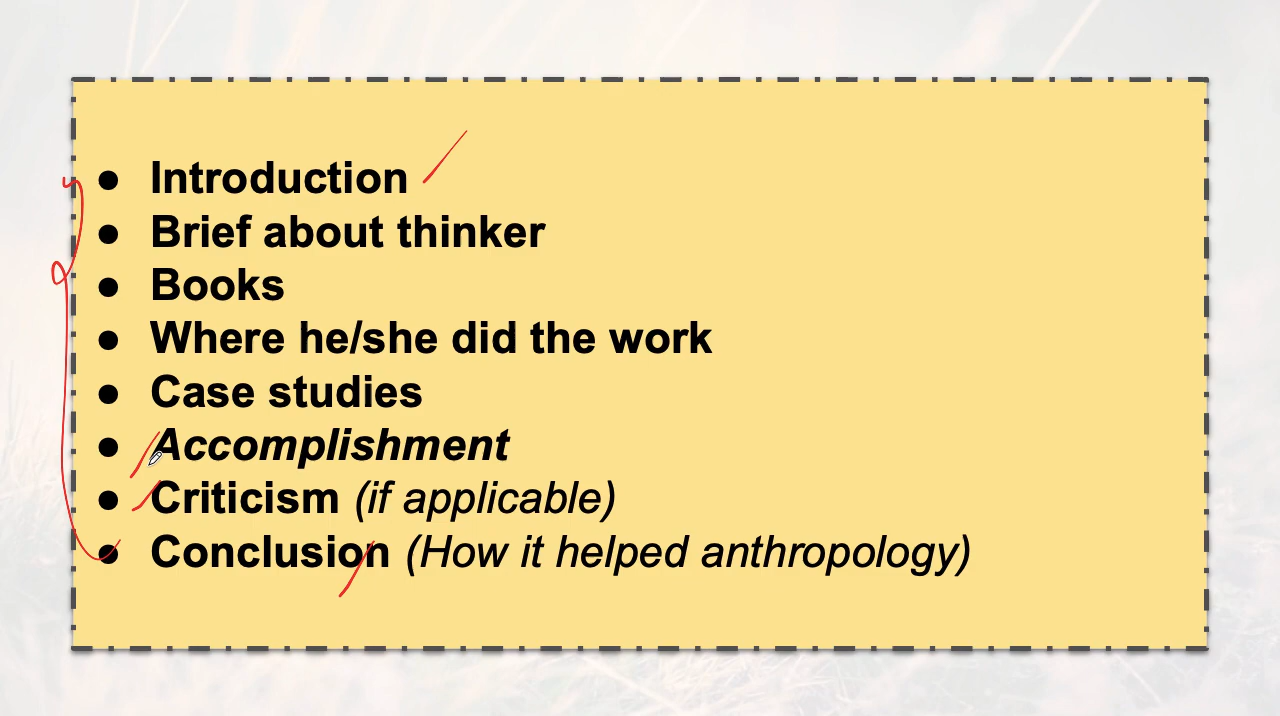 ● Introduction
● Brief about thinker
● Books
● Where he/she did the work
● Case studies
● Accomplishment
● Criticism (if applicable)
● Conclusion (How it helped anthropology)